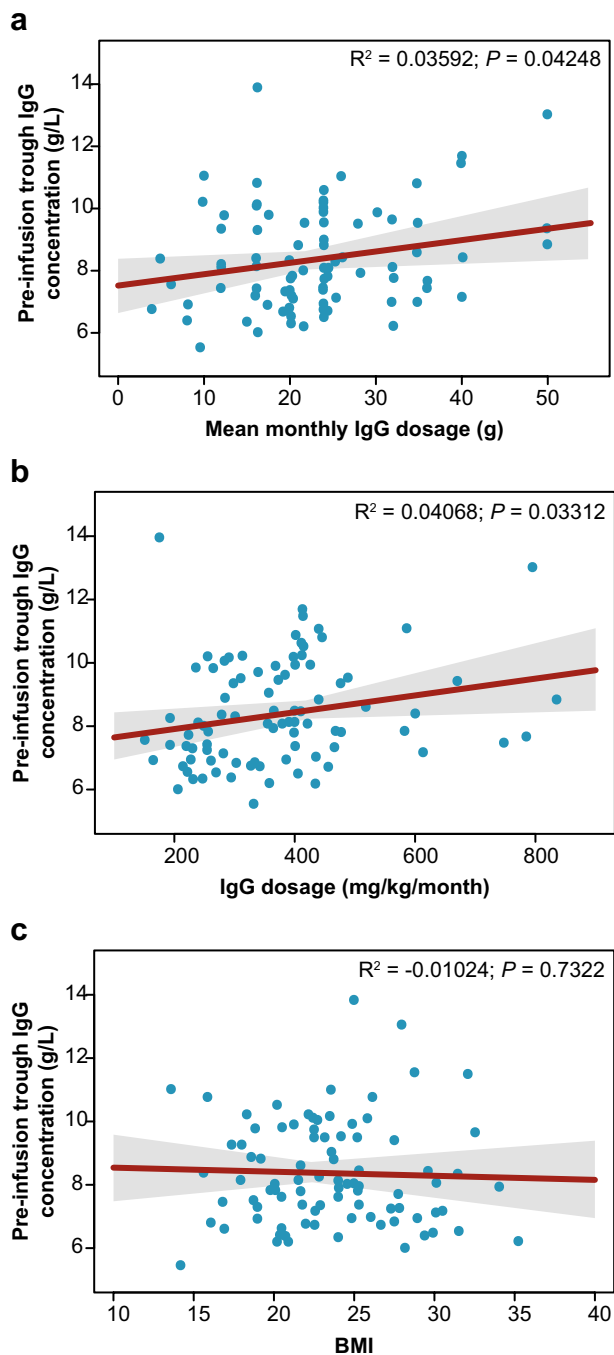 a
R² = 0.03592; P = 0.04248
Pre-infusion trough IgG
concentration (g/L)
14
12
10
8
6
0 10 20 30 40 50
Mean monthly IgG dosage (g)
b
R² = 0.04068; P = 0.03312
Pre-infusion trough IgG
concentration (g/L)
14
12
10
8
6
200 400 600 800
IgG dosage (mg/kg/month)
c
R² = -0.01024; P = 0.7322
Pre-infusion trough IgG
concentration (g/L)
14
12
10
8
6
10 15 20 25 30 35 40
BMI